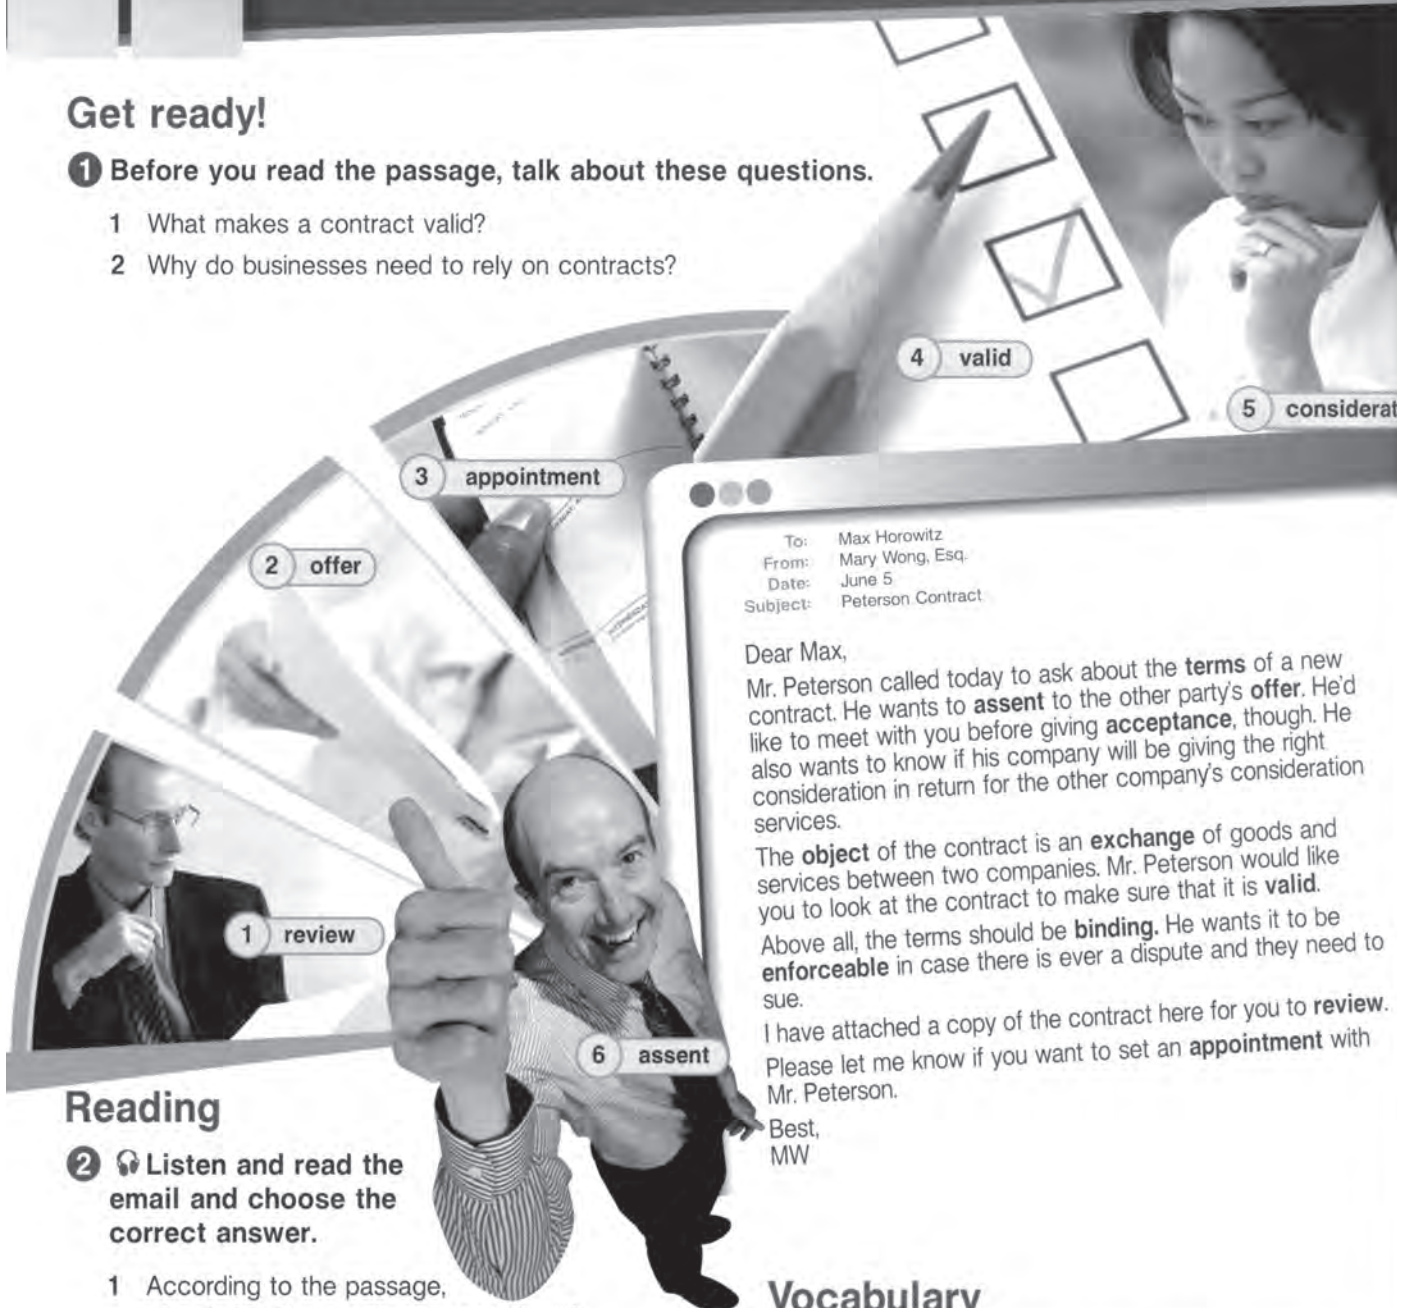 Get ready!
1 Before you read the passage, talk about these questions.
1 What makes a contract valid?
2 Why do businesses need to rely on contracts?
4 valid
5 considerat
3 appointment
2 offer
1 review
6 assent
To: Max Horowitz
From: Mary Wong, Esq.
Date: June 5
Subject: Peterson Contract
Dear Max,
Mr. Peterson called today to ask about the terms of a new
contract. He wants to assent to the other party's offer. He'd
like to meet with you before giving acceptance, though. He
also wants to know if his company will be giving the right
consideration in return for the other company's consideration
services.
The object of the contract is an exchange of goods and
services between two companies. Mr. Peterson would like
you to look at the contract to make sure that it is valid.
Above all, the terms should be binding. He wants it to be
enforceable in case there is ever a dispute and they need to
sue.
I have attached a copy of the contract here for you to review.
Please let me know if you want to set an appointment with
Mr. Peterson.
Best,
MW
Reading
2 Listen and read the
email and choose the
correct answer.
1 According to the passage,
Vocabulary